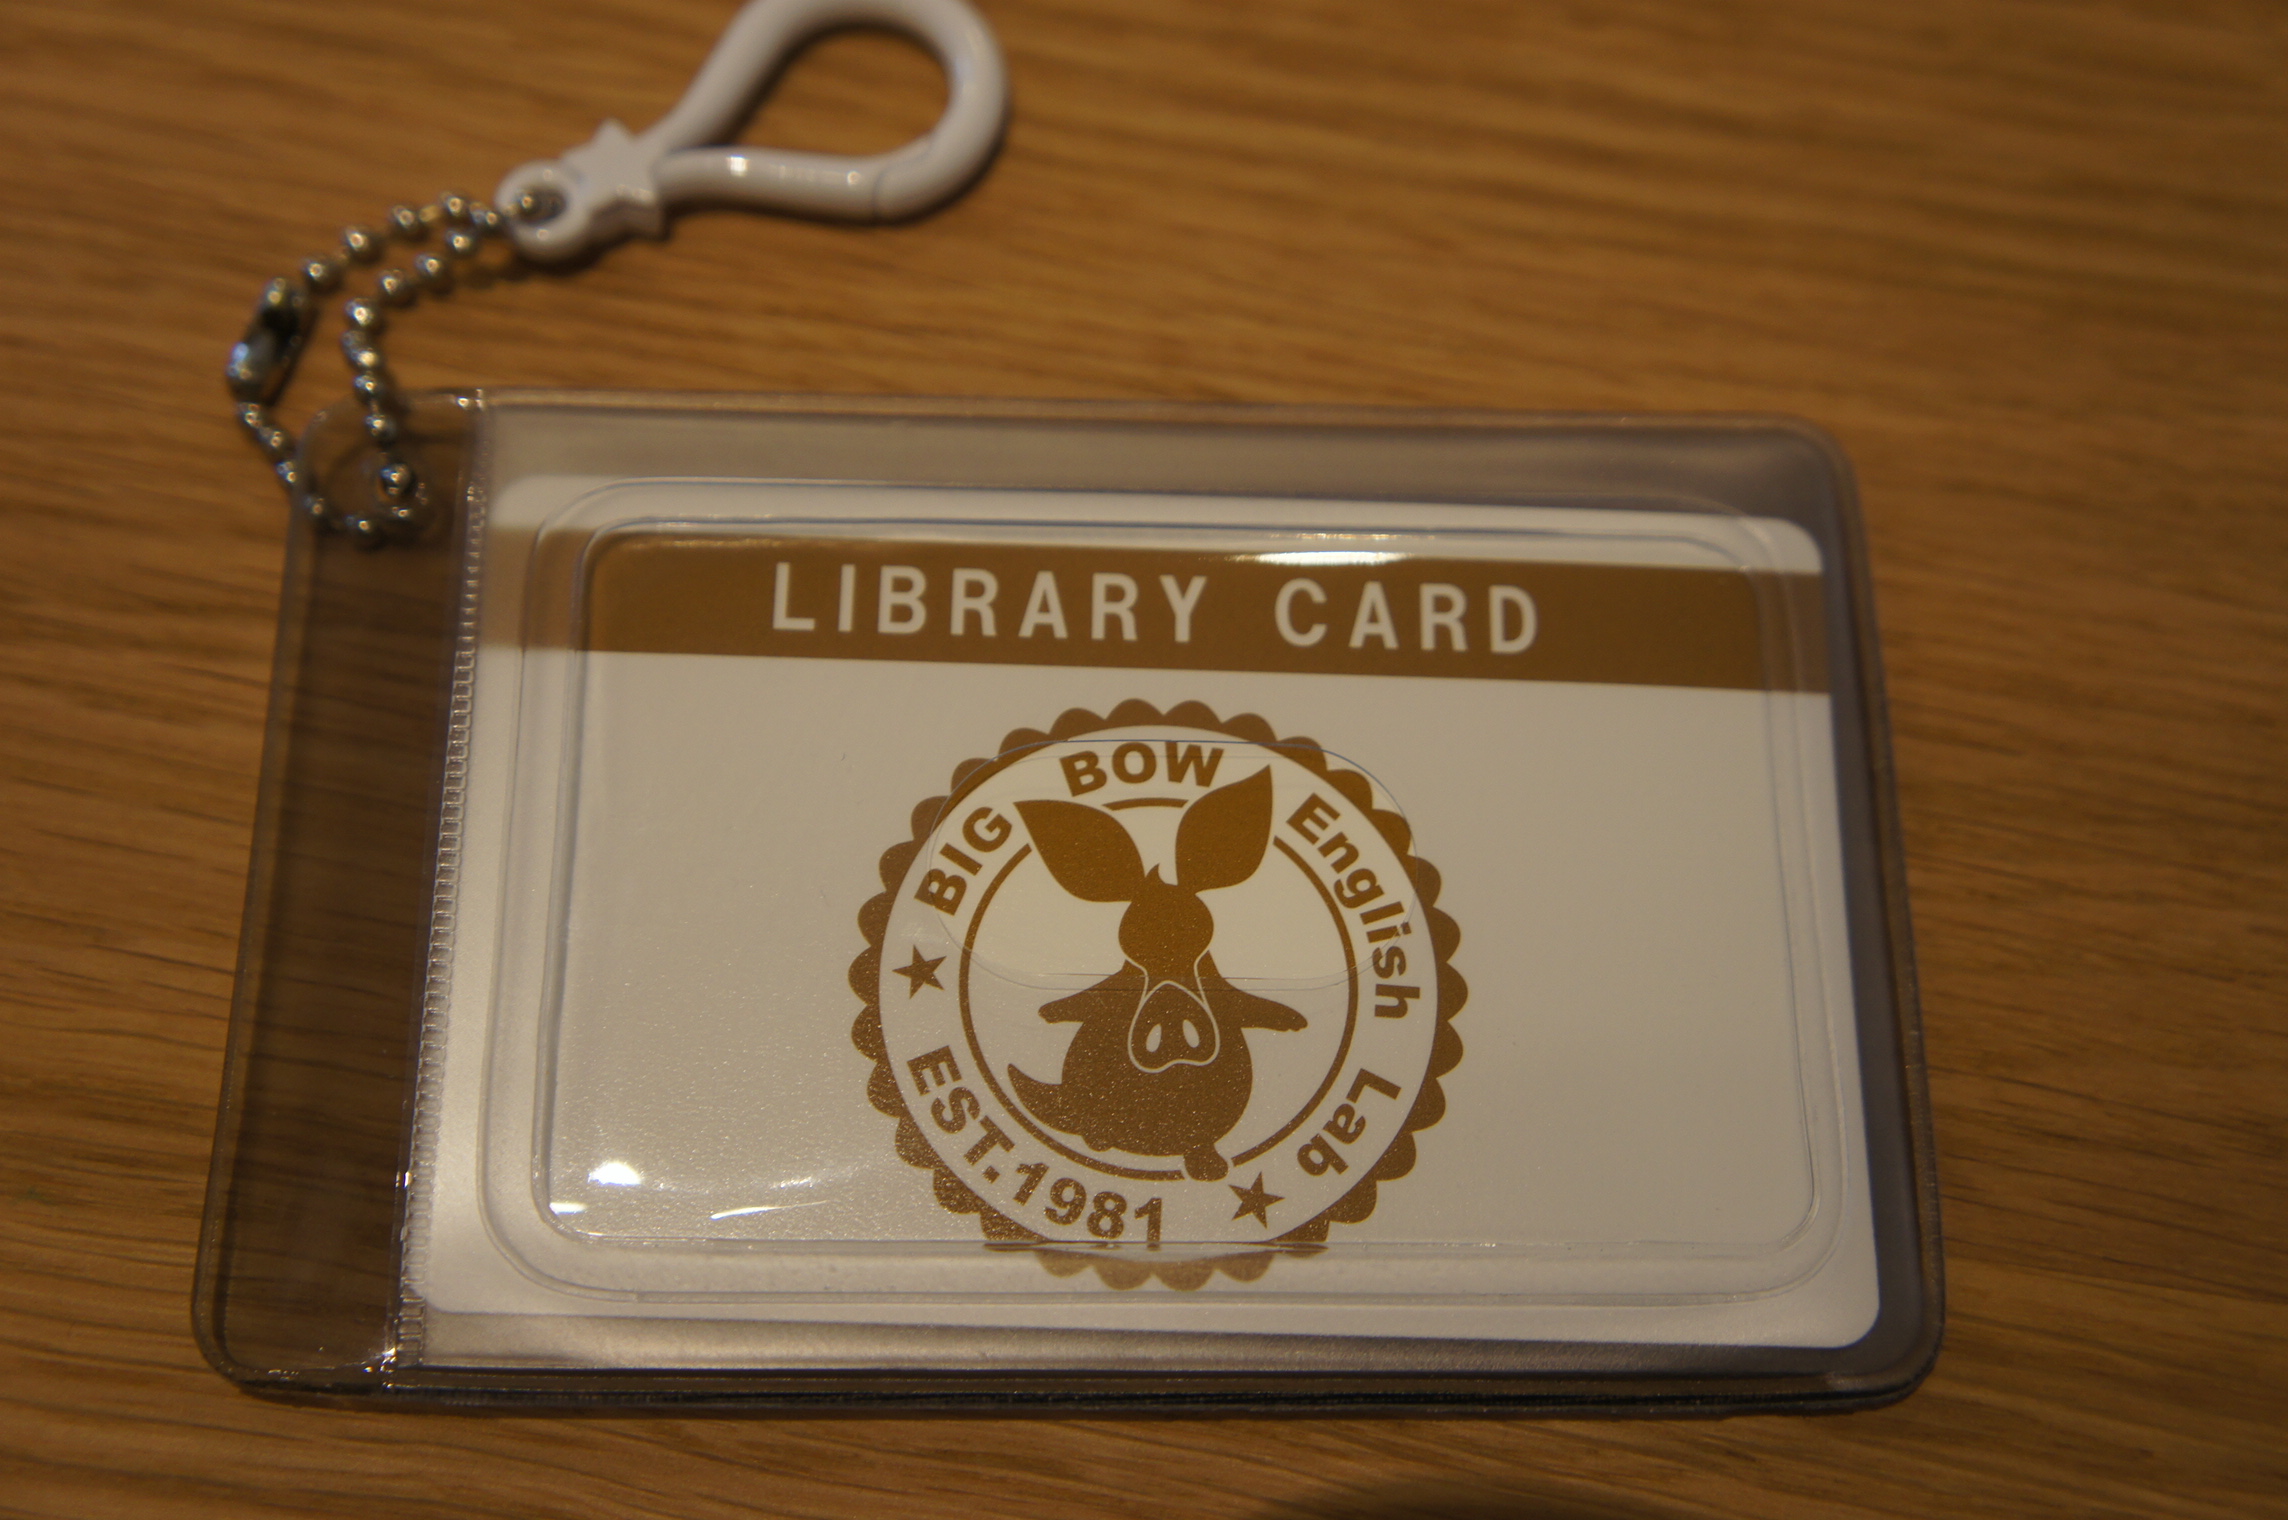 LIBRARY CARD
BIG BOW English Lab
EST.1981